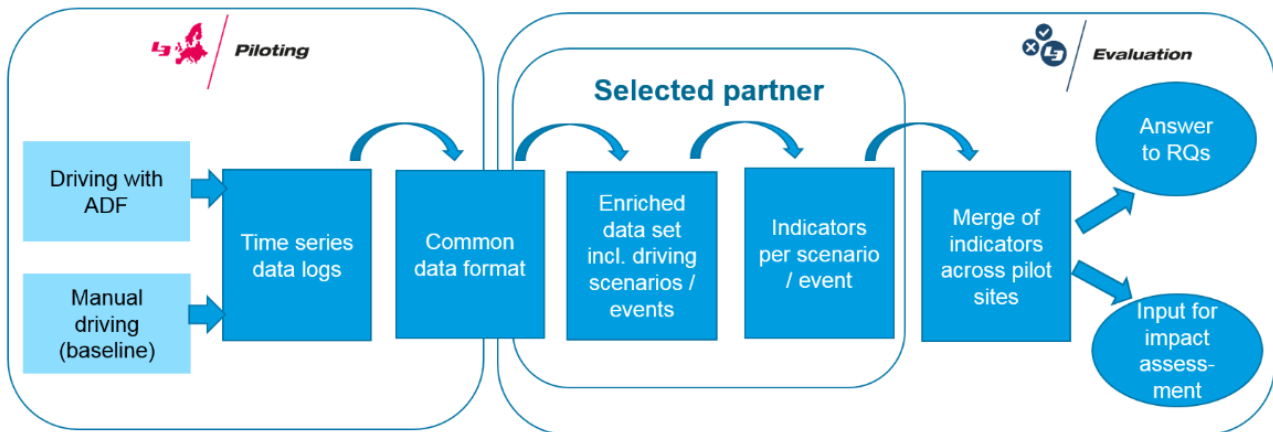 L3 Piloting
L3 Evaluation
Selected partner
Driving with
ADF
Manual
driving
(baseline)
Time series
data logs
Common
data format
Enriched
data set
incl. driving
scenarios /
events
Indicators
per scenario
/ event
Merge of
indicators
across pilot
sites
Answer
to RQs
Input for
impact
assess-
ment